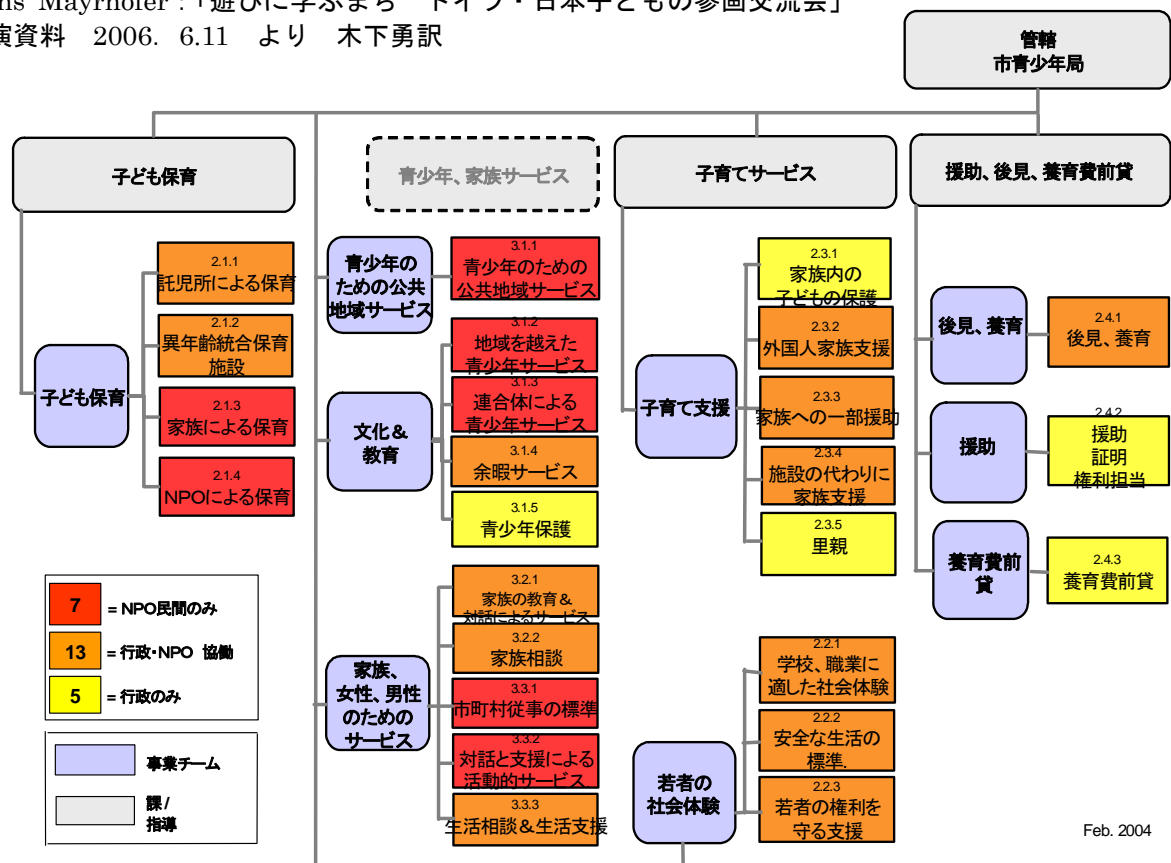 ns Mayrhofer:「遊びに学ぶまち ドイツ・日本子どもの参画交流会」
演資料 2006. 6.11 より 木下勇訳
管轄
市青少年局
子ども保育
青少年、家族サービス
子育てサービス
援助、後見、養育費前貸
子ども保育
2.1.1
託児所による保育
2.1.2
異年齢統合保育
施設
2.1.3
家族による保育
2.1.4
NPOによる保育
青少年の
ための公共
地域サービス
3.1.1
青少年のための
公共地域サービス
文化&
教育
3.1.2
地域を越えた
青少年サービス
3.1.3
連合体による
青少年サービス
3.1.4
余暇サービス
3.1.5
青少年保護
家族、
女性、男性
のための
サービス
3.2.1
家族の教育&
対話によるサービス
3.2.2
家族相談
3.3.1
市町村従事の標準
3.3.2
対話と支援による
活動的サービス
3.3.3
生活相談&生活支援
子育て支援
2.3.1
家族内の
子どもの保護
2.3.2
外国人家族支援
2.3.3
家族への一部援助
2.3.4
施設の代わりに
家族支援
2.3.5
里親
若者の
社会体験
2.2.1
学校、職業に
適した社会体験
2.2.2
安全な生活の
標準.
2.2.3
若者の権利を
守る支援
後見、養育
2.4.1
後見、養育
援助
2.4.2
援助
証明
権利担当
養育費前
貸
2.4.3
養育費前貸
7 = NPO民間のみ
13 = 行政・NPO 協働
5 = 行政のみ
事業チーム
課/
指導
Feb. 2004